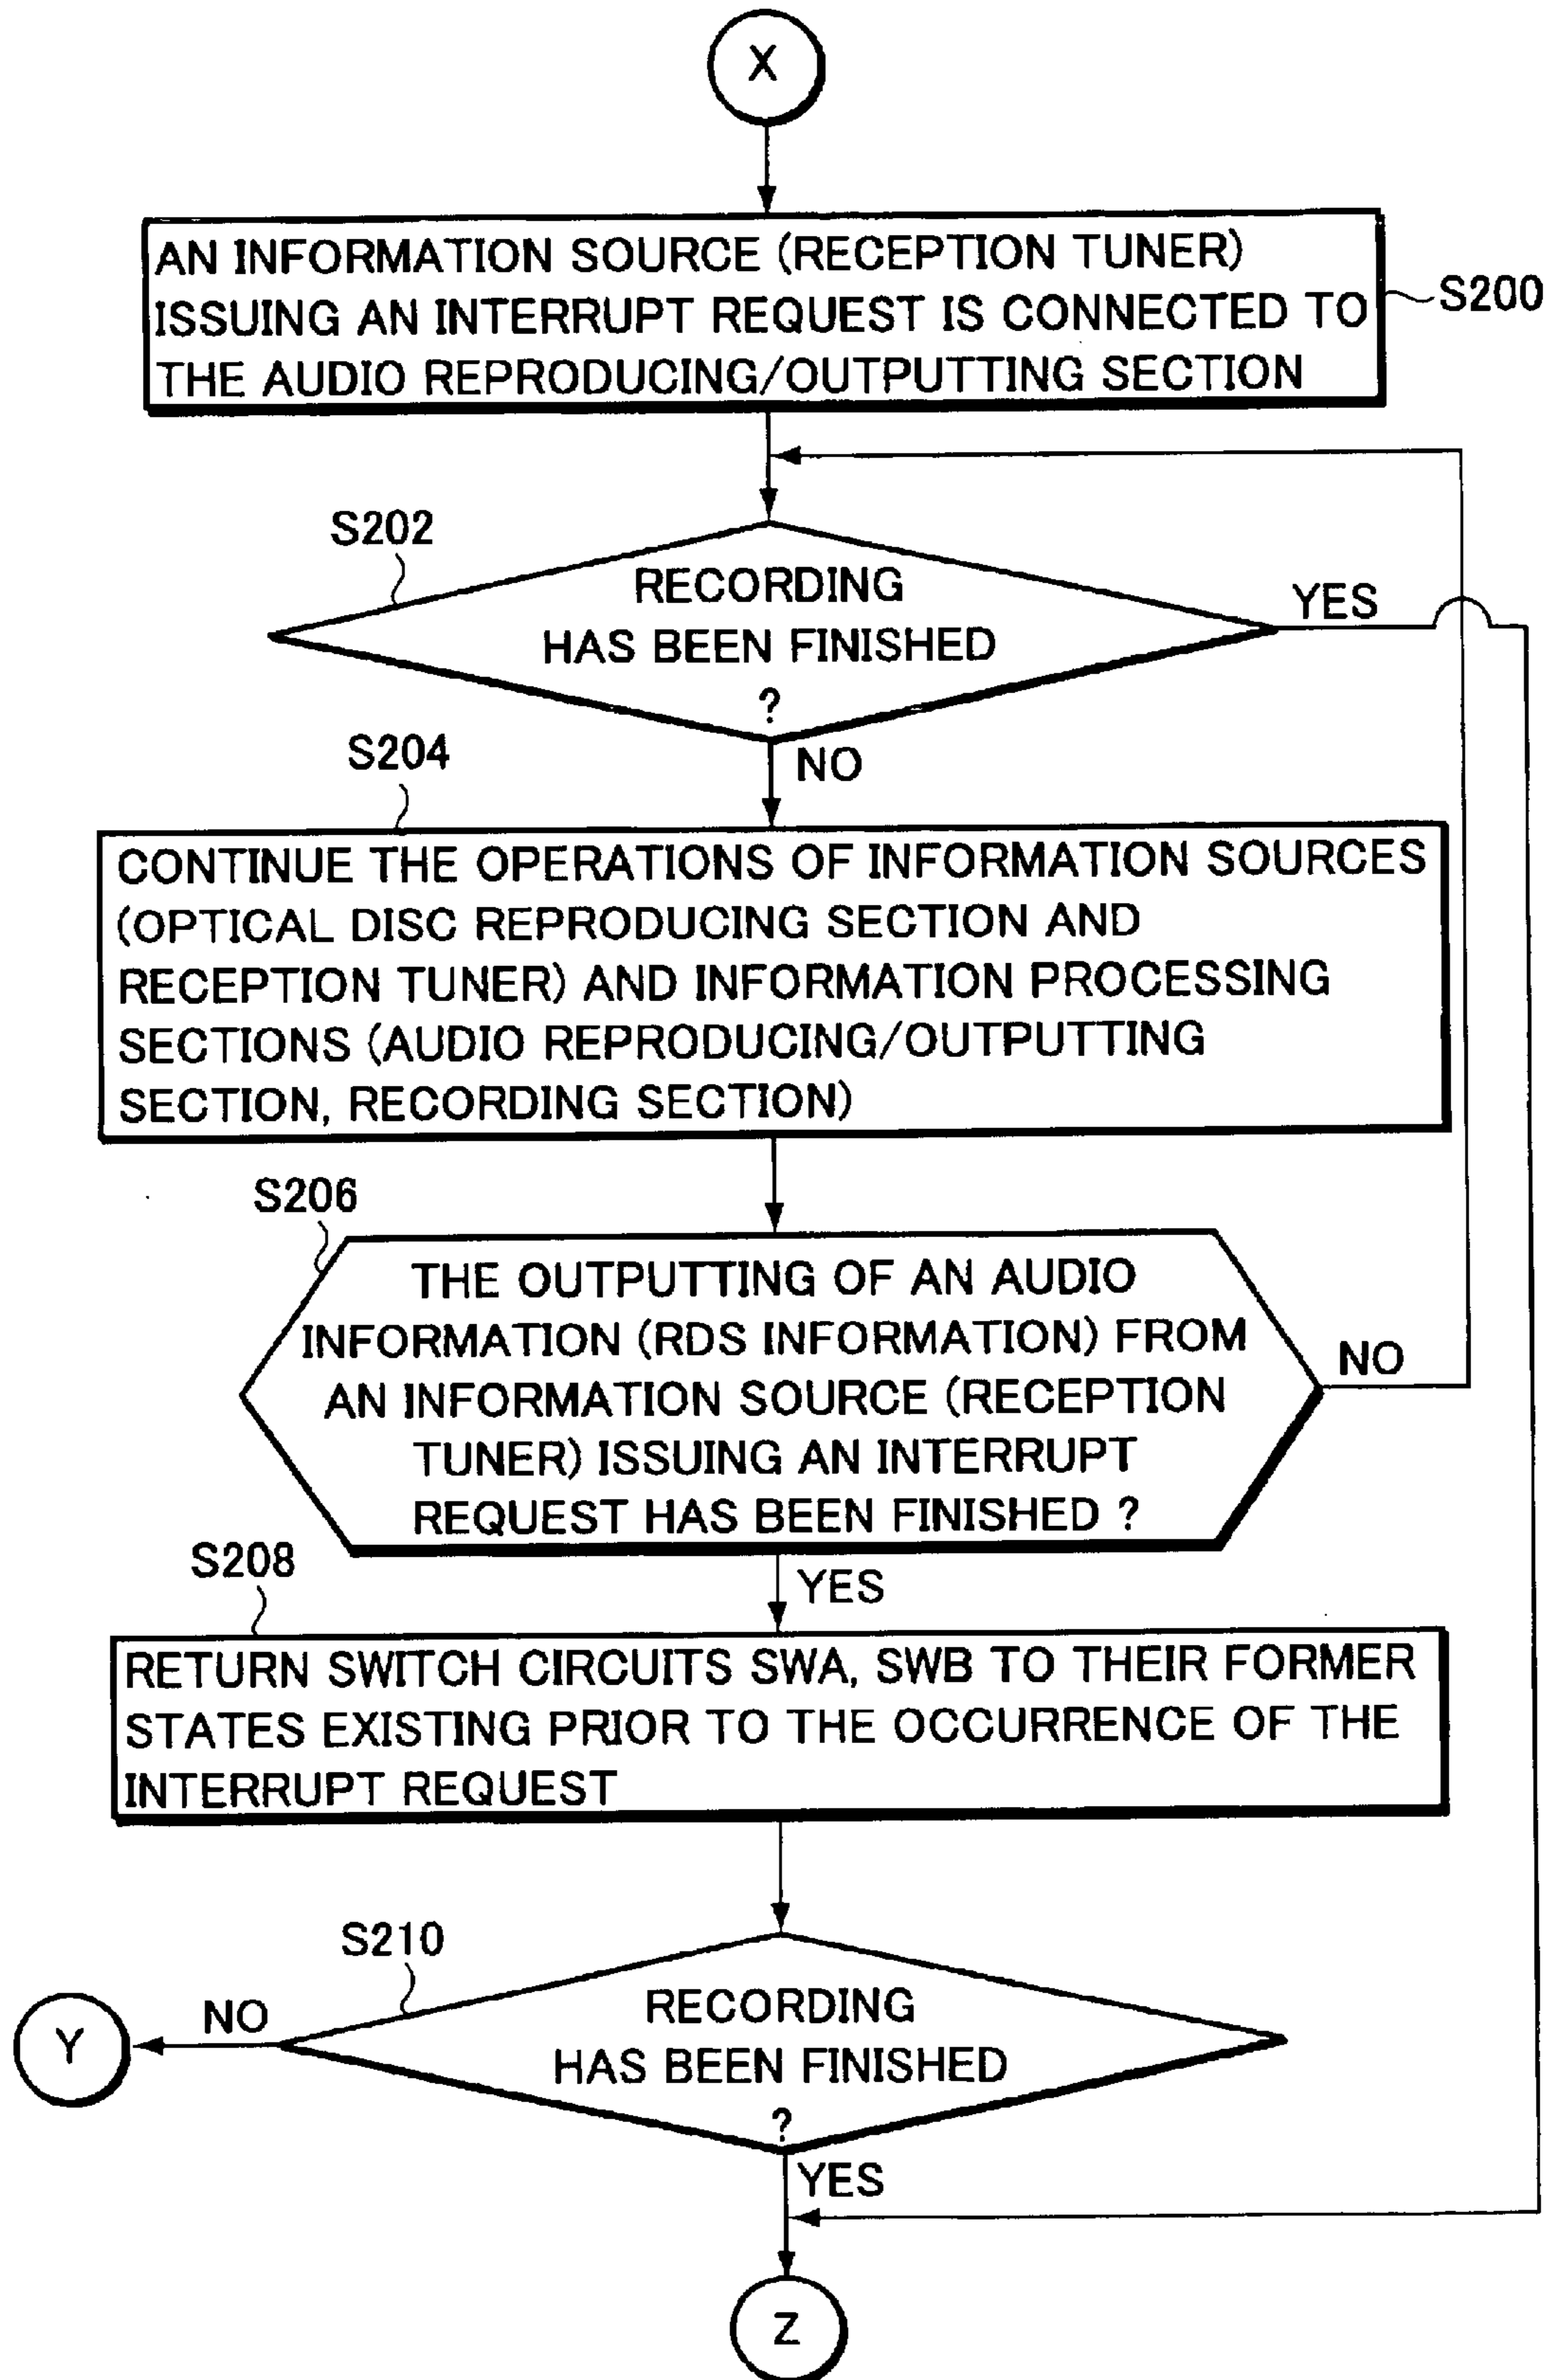 X
AN INFORMATION SOURCE (RECEPTION TUNER)
ISSUING AN INTERRUPT REQUEST IS CONNECTED TO
THE AUDIO REPRODUCING/OUTPUTTING SECTION
S200
S202
RECORDING
HAS BEEN FINISHED
?
YES
NO
S204
CONTINUE THE OPERATIONS OF INFORMATION SOURCES
(OPTICAL DISC REPRODUCING SECTION AND
RECEPTION TUNER) AND INFORMATION PROCESSING
SECTIONS (AUDIO REPRODUCING/OUTPUTTING
SECTION, RECORDING SECTION)
S206
THE OUTPUTTING OF AN AUDIO
INFORMATION (RDS INFORMATION) FROM
AN INFORMATION SOURCE (RECEPTION
TUNER) ISSUING AN INTERRUPT
REQUEST HAS BEEN FINISHED ?
NO
YES
S208
RETURN SWITCH CIRCUITS SWA, SWB TO THEIR FORMER
STATES EXISTING PRIOR TO THE OCCURRENCE OF THE
INTERRUPT REQUEST
S210
RECORDING
HAS BEEN FINISHED
?
NO
Y
YES
Z